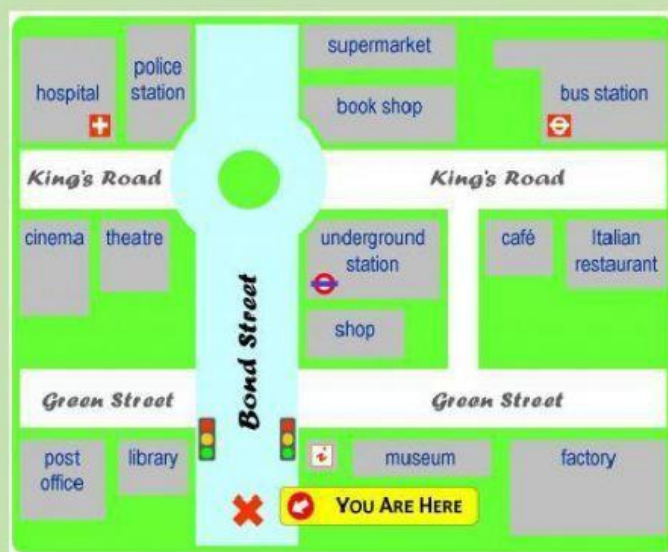 supermarket
police
station
hospital
book shop
bus station
King's Road
King's Road
cinema
theatre
underground
station
café
Italian
restaurant
shop
Bond Street
Green Street
Green Street
post
office
library
i
museum
factory
YOU ARE HERE